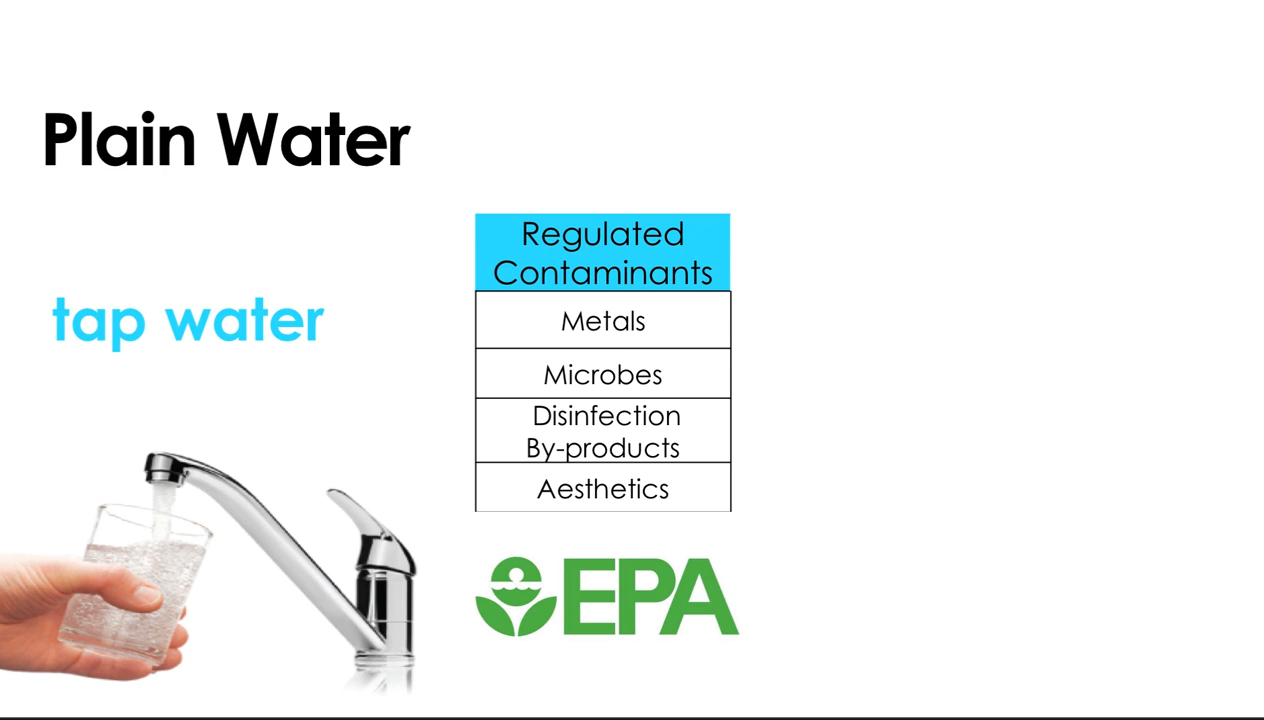 Plain Water
tap water
Regulated
Contaminants
Metals
Microbes
Disinfection
By-products
Aesthetics
EPA